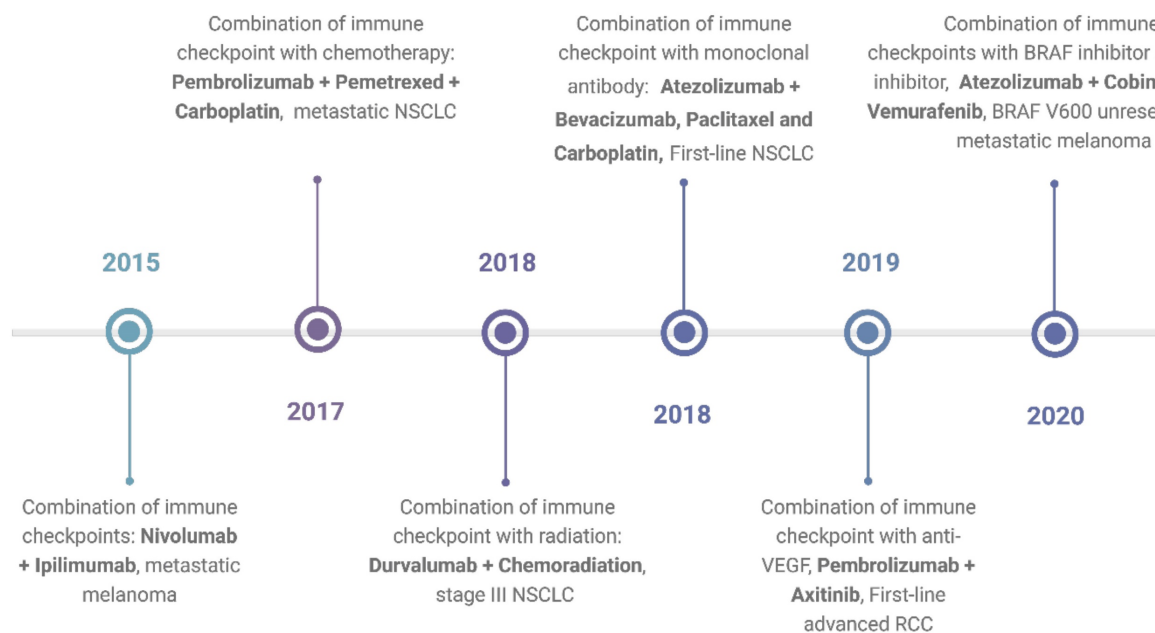 Combination of immune
checkpoint with chemotherapy:
Pembrolizumab + Pemetrexed +
Carboplatin, metastatic NSCLC
Combination of immune
checkpoint with monoclonal
antibody: Atezolizumab +
Bevacizumab, Paclitaxel and
Carboplatin, First-line NSCLC
Combination of immune
checkpoints with BRAF inhibitor
inhibitor, Atezolizumab +
Vemurafenib, BRAF V600
metastatic melanoma
2015
2018
2019
2017
2018
2020
Combination of immune
checkpoints: Nivolumab
+ Ipilimumab, metastatic
melanoma
Combination of immune
checkpoint with radiation:
Durvalumab + Chemoradiation,
stage III NSCLC
Combination of immune
checkpoint with anti-
VEGF, Pembrolizumab +
Axitinib, First-line
advanced RCC